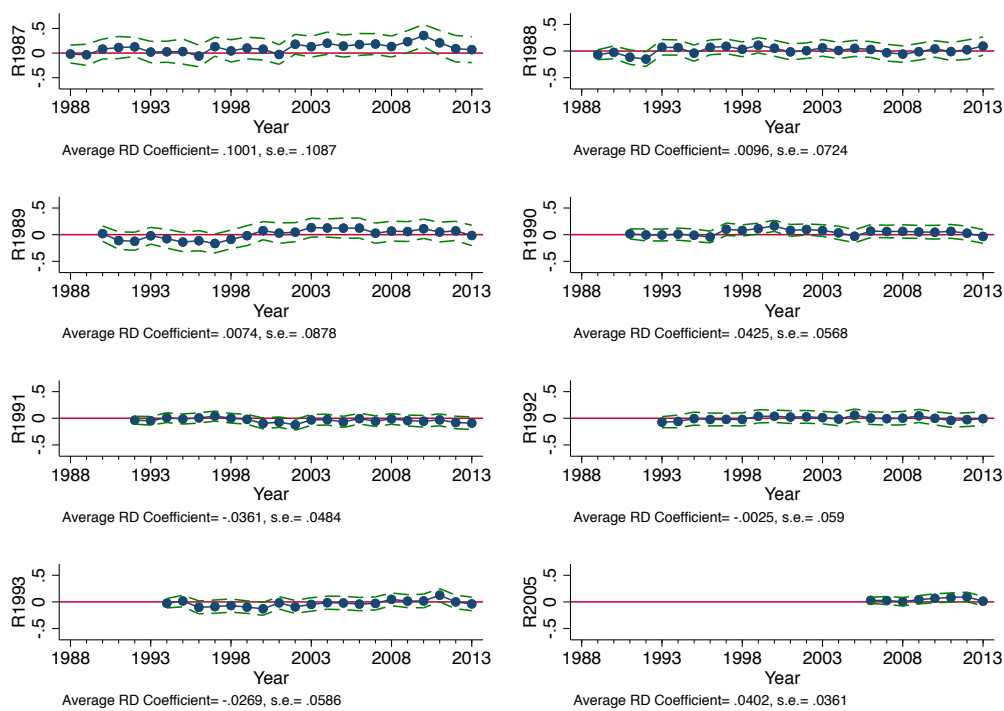 R1987
.5
0
-.5
1988 1993 1998 2003 2008 2013
Year
Average RD Coefficient= .1001, s.e.= .1087
R1988
.5
0
-.5
1988 1993 1998 2003 2008 2013
Year
Average RD Coefficient= .0096, s.e.= .0724
R1989
.5
0
-.5
1988 1993 1998 2003 2008 2013
Year
Average RD Coefficient= .0074, s.e.= .0878
R1990
.5
0
-.5
1988 1993 1998 2003 2008 2013
Year
Average RD Coefficient= .0425, s.e.= .0568
R1991
.5
0
-.5
1988 1993 1998 2003 2008 2013
Year
Average RD Coefficient= -.0361, s.e.= .0484
R1992
.5
0
-.5
1988 1993 1998 2003 2008 2013
Year
Average RD Coefficient= -.0025, s.e.= .059
R1993
.5
0
-.5
1988 1993 1998 2003 2008 2013
Year
Average RD Coefficient= -.0269, s.e.= .0586
R2005
.5
0
-.5
1988 1993 1998 2003 2008 2013
Year
Average RD Coefficient= .0402, s.e.= .0361